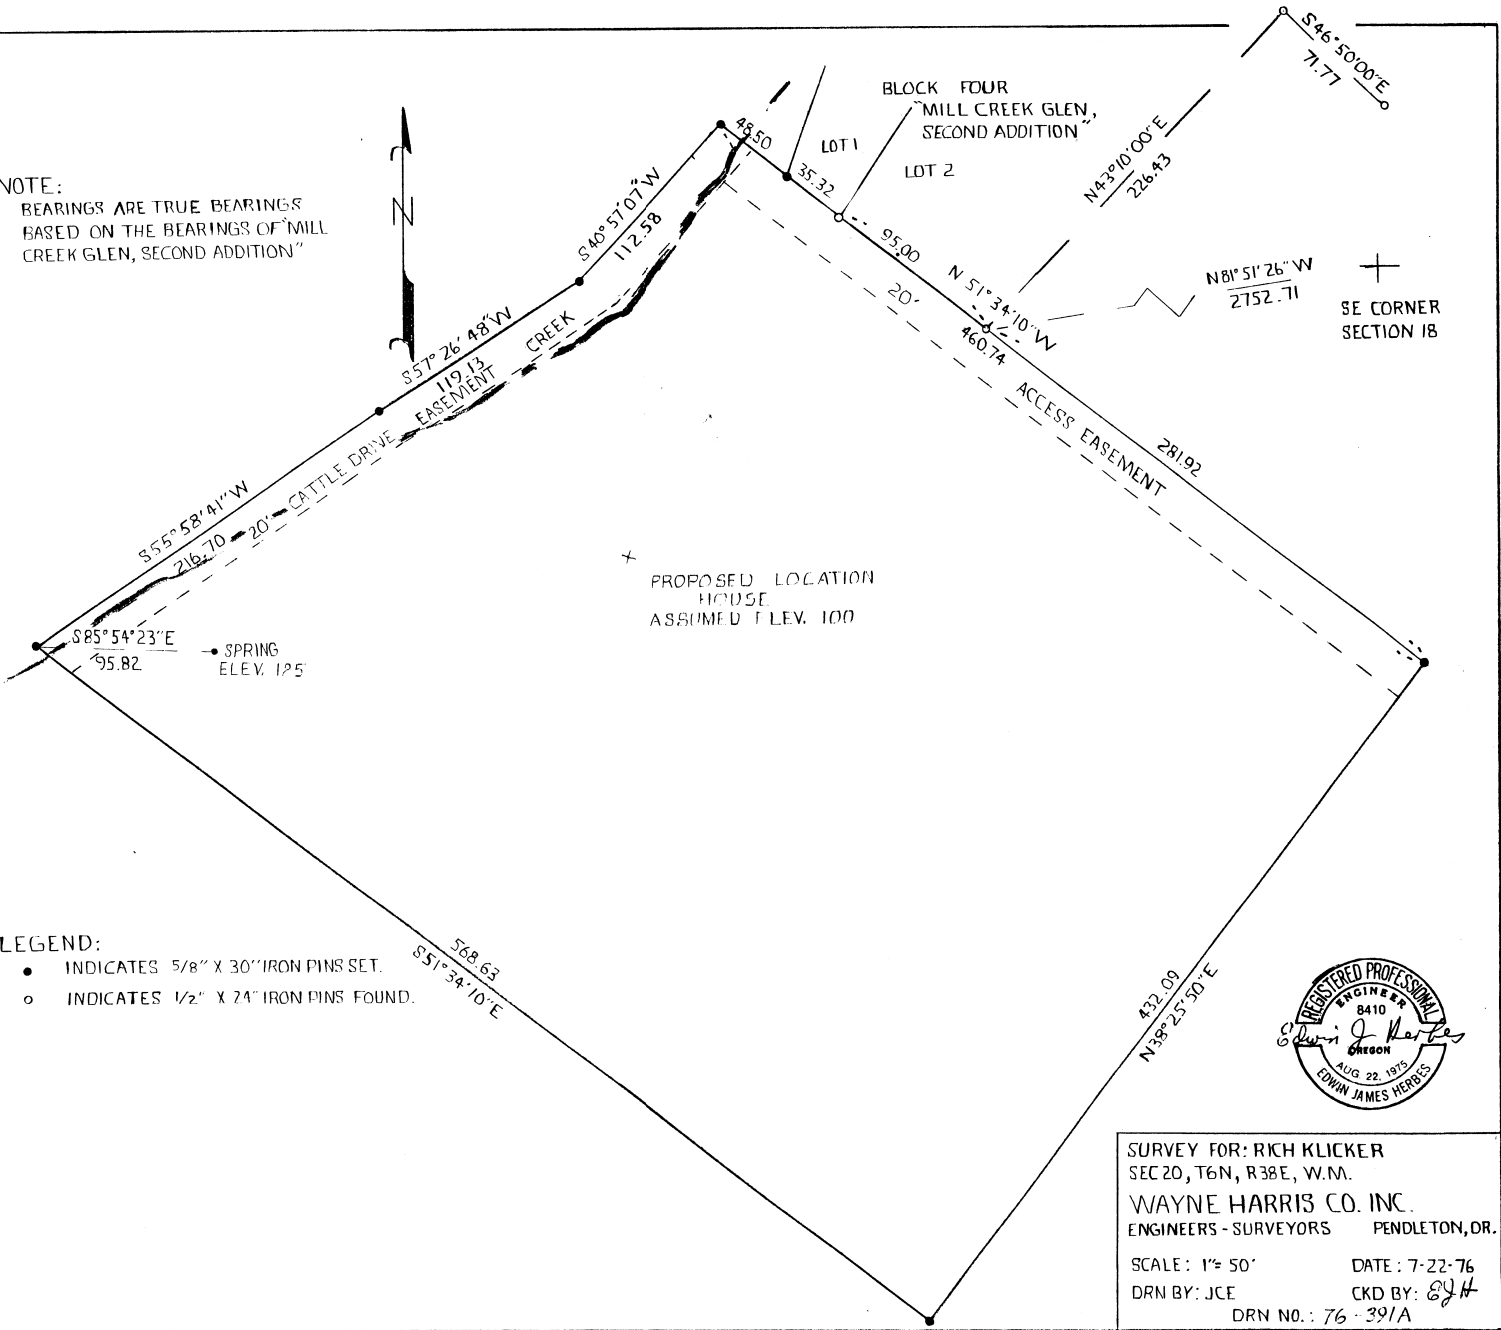 S46°50'00"E
71.77
BLOCK FOUR
"MILL CREEK GLEN,
SECOND ADDITION"
48.50
LOT 1
LOT 2
35.32
N43°10'00"E
226.43
NOTE:
BEARINGS ARE TRUE BEARINGS
BASED ON THE BEARINGS OF "MILL
CREEK GLEN, SECOND ADDITION"
N
S40°57'07"W
112.58
95.00
N 51°34'10"W
460.74
20'
N81°51'26"W
2752.71
SE CORNER
SECTION 18
S57°26'48"W
119.13
CREEK
EASEMENT
CATTLE DRIVE
20'
ACCESS EASEMENT
281.92
S55°58'41"W
216.70
PROPOSED LOCATION
HOUSE
ASSUMED ELEV. 100
S85°54°23"E
95.82
SPRING
ELEV. 125
LEGEND:
● INDICATES 5/8" X 30" IRON PINS SET.
○ INDICATES 1/2" X 24" IRON PINS FOUND.
568.63
S51°34'10"E
432.09
N38°25'50"E
REGISTERED PROFESSIONAL
ENGINEER
8410
Edwin J Herbes
OREGON
AUG 22, 1975
EDWIN JAMES HERBES
SURVEY FOR: RICH KLICKER
SEC 20, T6N, R38E, W.M.
WAYNE HARRIS CO. INC.
ENGINEERS - SURVEYORS PENDLETON, OR.
SCALE: 1"= 50' DATE: 7-22-76
DRN BY: JCE CKD BY: EJH
DRN NO.: 76-391A